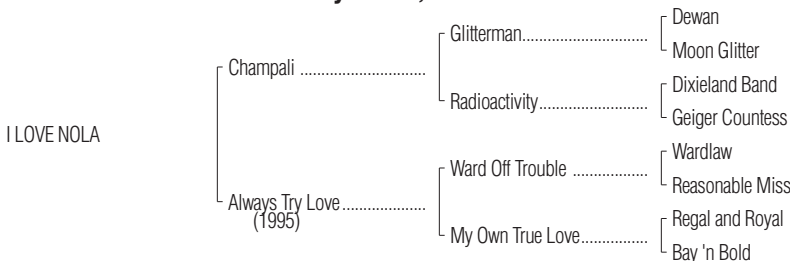 Dewan
Glitterman............................
Moon Glitter
Champali ............................
Dixieland Band
Radioactivity........................
Geiger Countess
I LOVE NOLA
Wardlaw
Ward Off Trouble .................
Reasonable Miss
Always Try Love...................
(1995)
Regal and Royal
My Own True Love...............
Bay 'n Bold